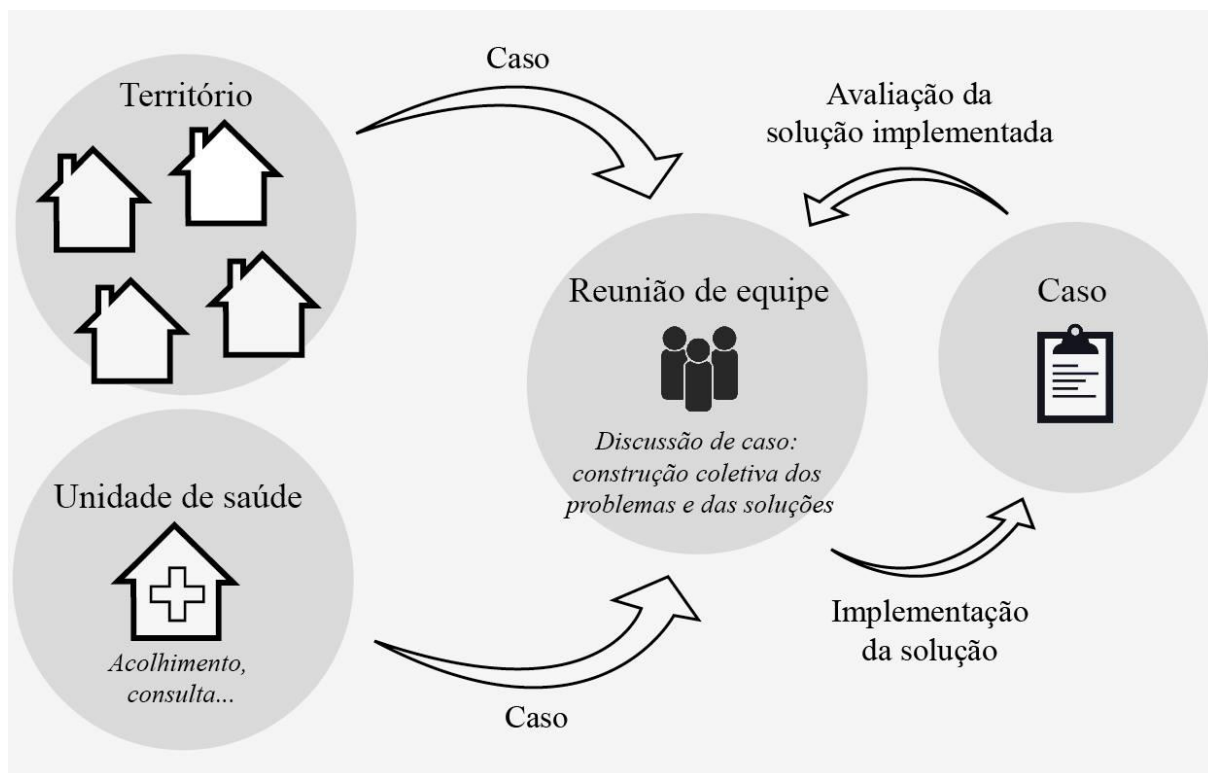 Território
Caso
Avaliação da
solução implementada
Reunião de equipe
Discussão de caso:
construção coletiva dos
problemas e das soluções
Caso
Unidade de saúde
Acolhimento,
consulta...
Implementação
da solução
Caso